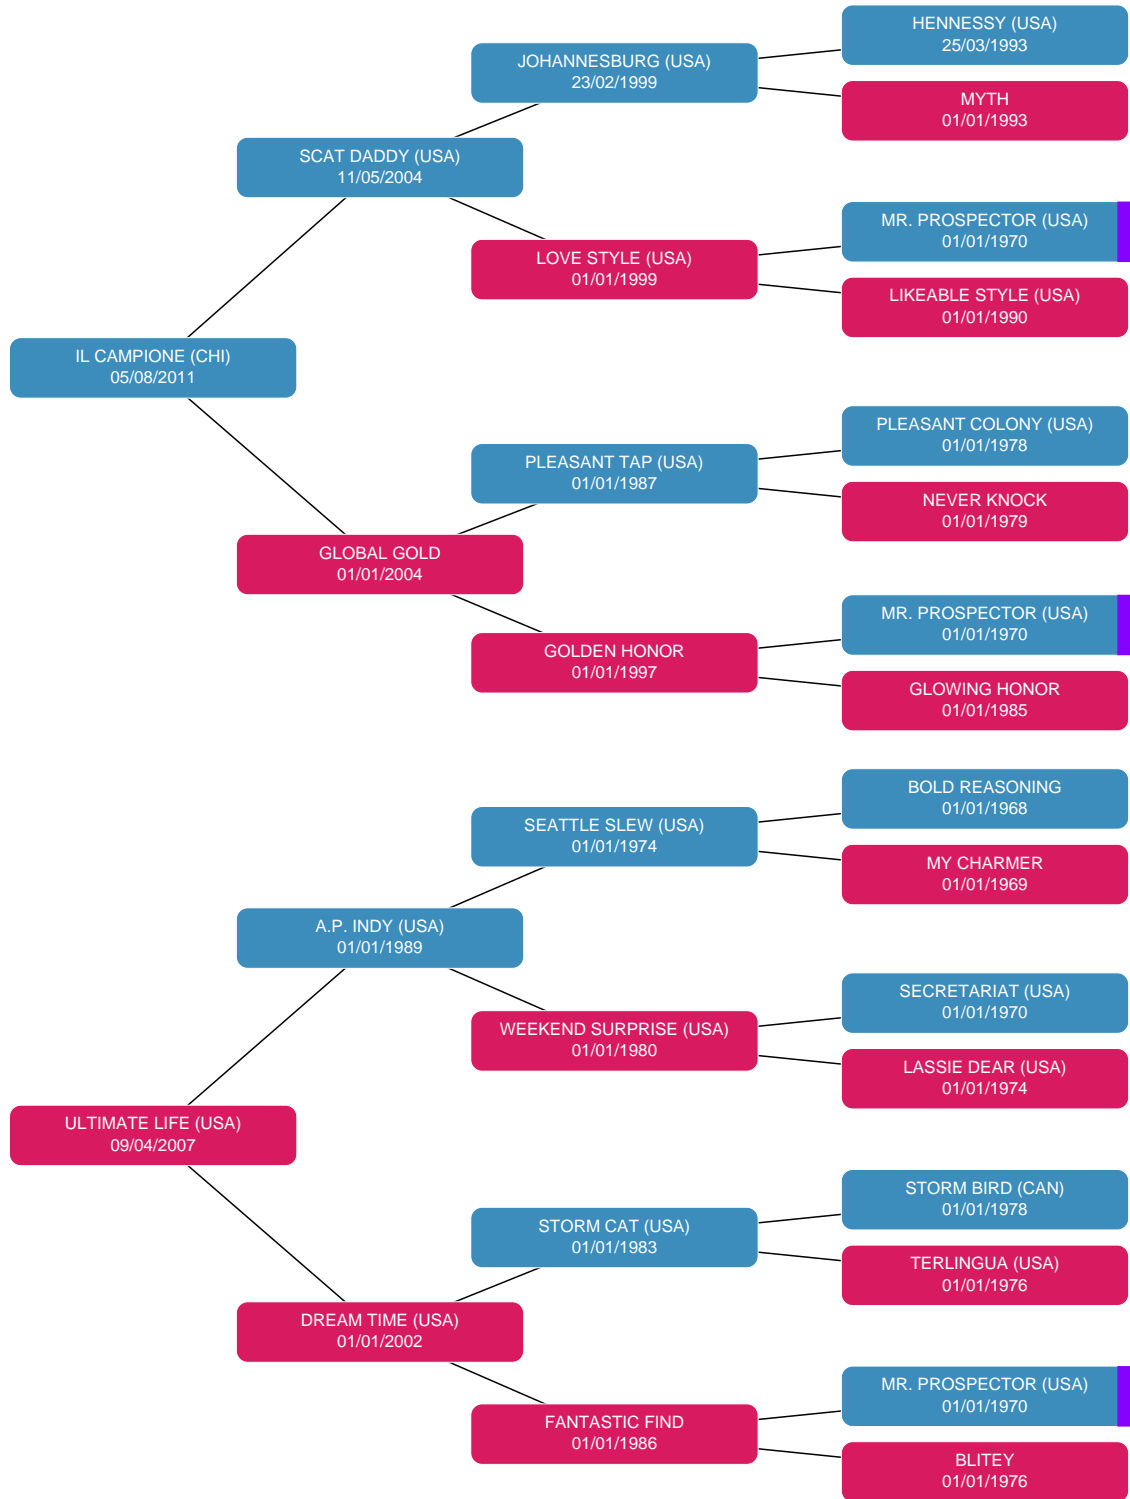 HENNESSY (USA)
25/03/1993
JOHANNESBURG (USA)
23/02/1999
MYTH
01/01/1993
SCAT DADDY (USA)
11/05/2004
MR. PROSPECTOR (USA)
01/01/1970
LOVE STYLE (USA)
01/01/1999
LIKEABLE STYLE (USA)
01/01/1990
IL CAMPIONE (CHI)
05/08/2011
PLEASANT COLONY (USA)
01/01/1978
PLEASANT TAP (USA)
01/01/1987
NEVER KNOCK
01/01/1979
GLOBAL GOLD
01/01/2004
MR. PROSPECTOR (USA)
01/01/1970
GOLDEN HONOR
01/01/1997
GLOWING HONOR
01/01/1985
BOLD REASONING
01/01/1968
SEATTLE SLEW (USA)
01/01/1974
MY CHARMER
01/01/1969
A.P. INDY (USA)
01/01/1989
SECRETARIAT (USA)
01/01/1970
WEEKEND SURPRISE (USA)
01/01/1980
LASSIE DEAR (USA)
01/01/1974
ULTIMATE LIFE (USA)
09/04/2007
STORM BIRD (CAN)
01/01/1978
STORM CAT (USA)
01/01/1983
TERLINGUA (USA)
01/01/1976
DREAM TIME (USA)
01/01/2002
MR. PROSPECTOR (USA)
01/01/1970
FANTASTIC FIND
01/01/1986
BLITEY
01/01/1976